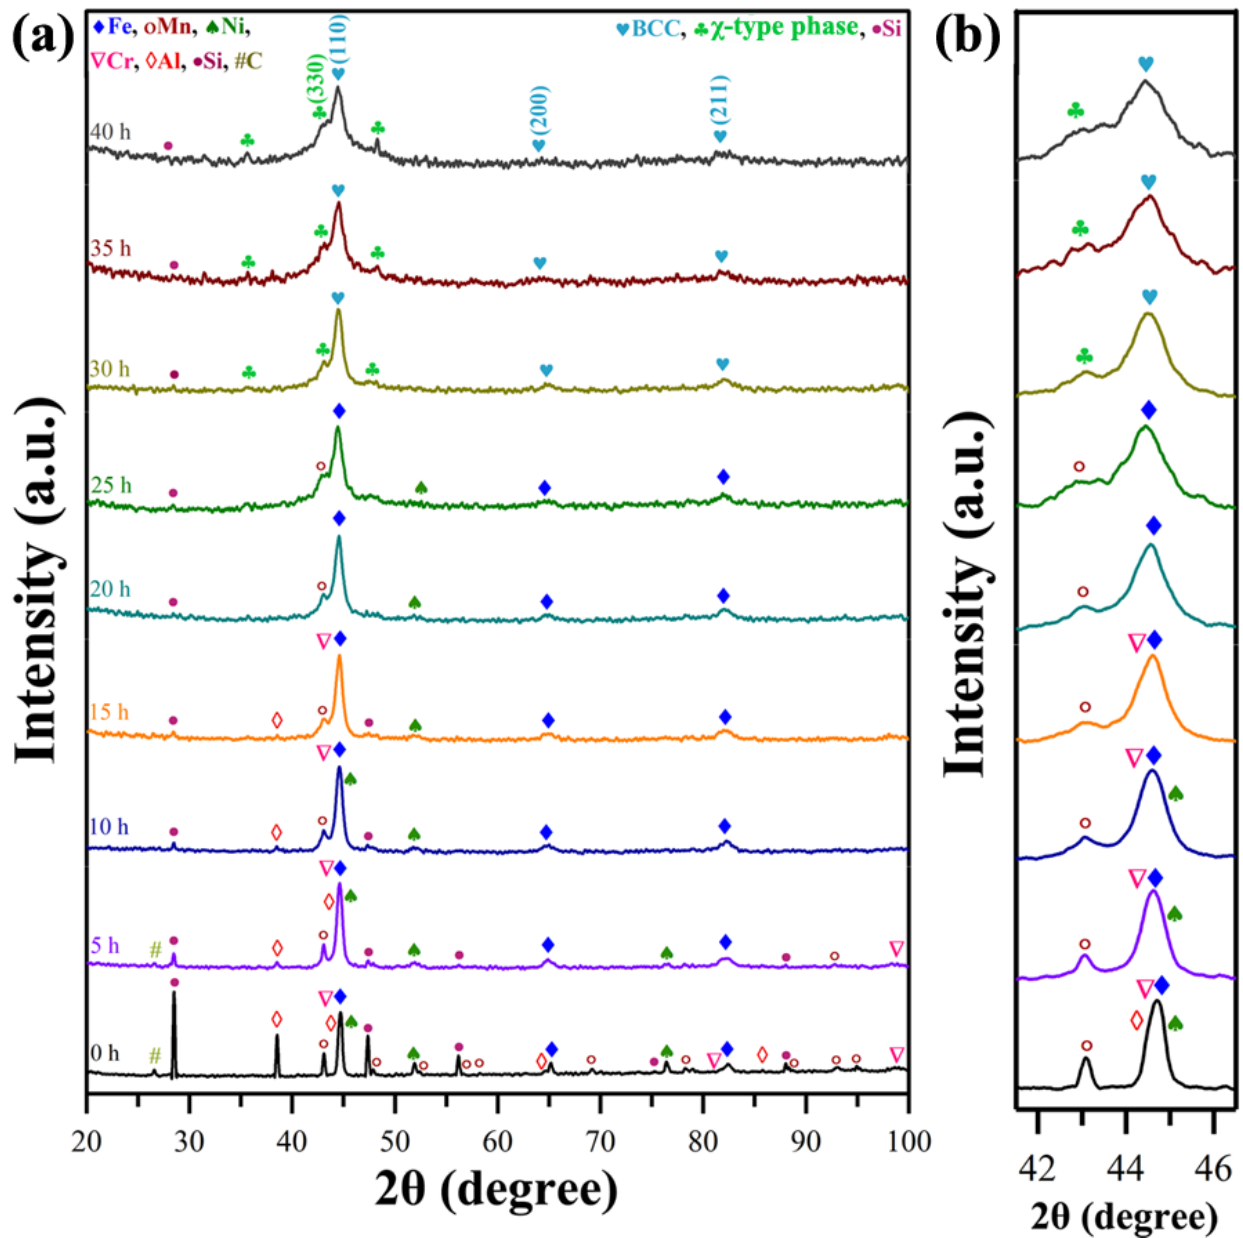 (a)
♦Fe, oMn, ♠Ni,
∇Cr, ◊Al, •Si, #C
♥BCC, ♣χ-type phase, •Si
(330)
(110)
(200)
(211)
40 h
35 h
30 h
25 h
20 h
15 h
10 h
5 h
#
0 h
#
Intensity (a.u.)
20 30 40 50 60 70 80 90 100
2θ (degree)
(b)
Intensity (a.u.)
42 44 46
2θ (degree)